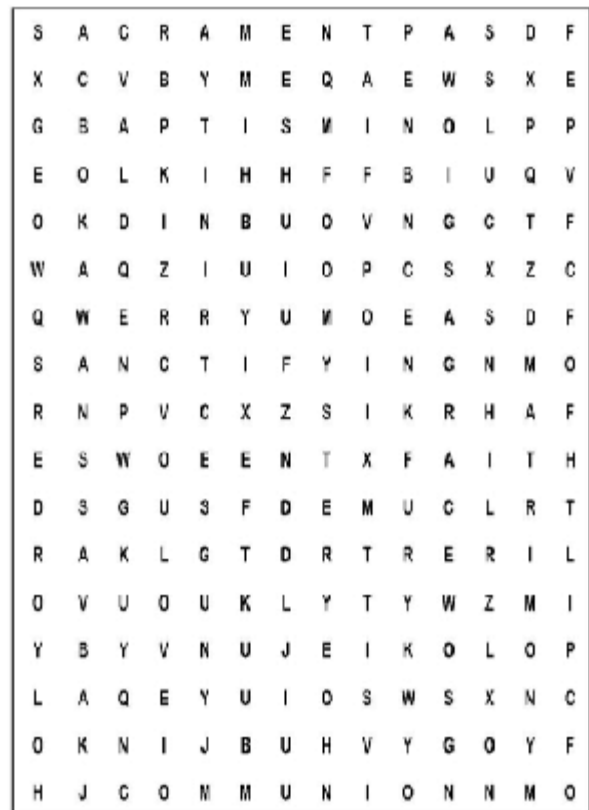 S A C R A M E N T P A S D F
X C V B Y M E Q A E W S X E
G B A P T I S M I N O L P P
E O L K I H H F F B I U Q V
O K D I N B U O V N G C T F
W A Q Z I U I O P C S X Z C
Q W E R R Y U M O E A S D F
S A N C T I F Y I N G N M O
R N P V C X Z S I K R H A F
E S W O E E N T X F A I T H
D S G U S F D E M U C L R T
R A K L G T D R T R E R I L
O V U O U K L Y T Y W Z M I
Y B Y V N U J E I K O L O P
L A Q E Y U I O S W S X N C
O K N I J B U H V Y G O Y F
H J C O M M U N I O N N M O